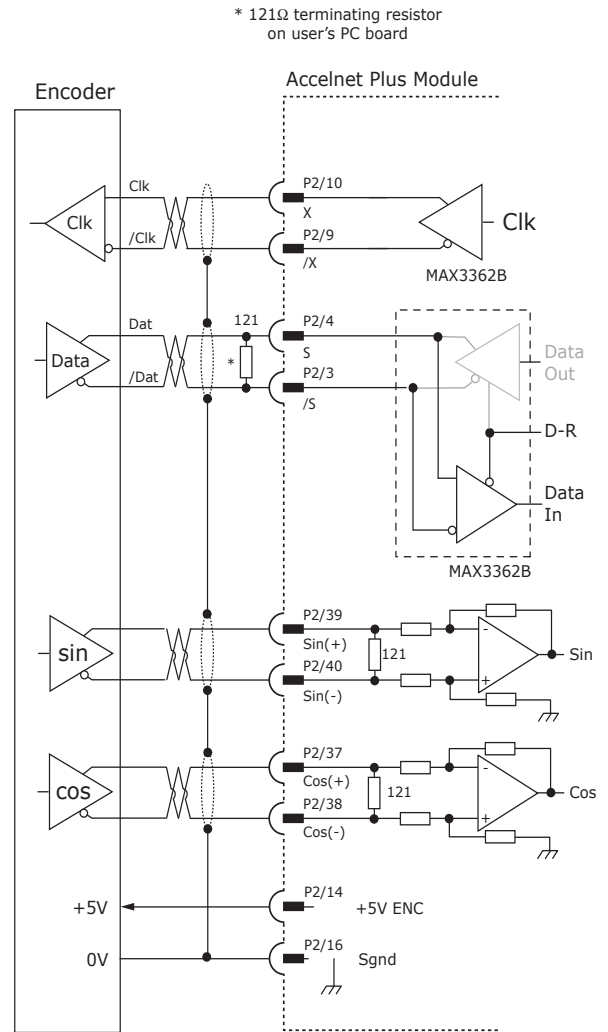 * 121Ω terminating resistor
on user's PC board
Accelnet Plus Module
Encoder
Clk
Clk
/Clk
P2/10
X
P2/9
/X
Clk
MAX3362B
Dat
Data
/Dat
121
*
P2/4
S
P2/3
/S
Data
Out
D-R
Data
In
MAX3362B
sin
P2/39
Sin(+)
121
P2/40
Sin(-)
-
+
Sin
cos
P2/37
Cos(+)
121
P2/38
Cos(-)
-
+
Cos
+5V
P2/14
+5V ENC
0V
P2/16
Sgnd